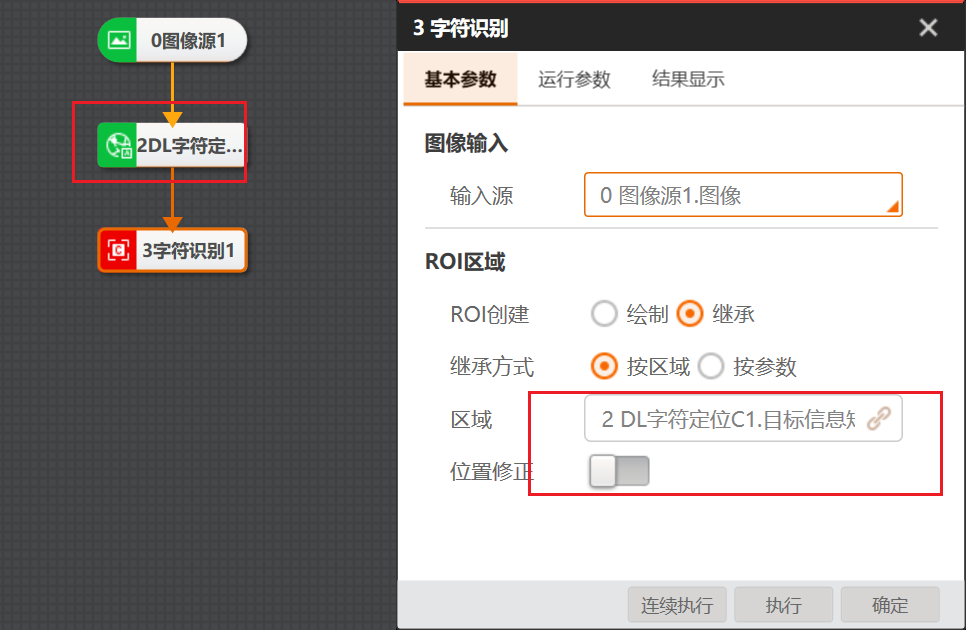 0图像源1
2DL字符定...
3字符识别1
3 字符识别
基本参数
运行参数
结果显示
图像输入
输入源
0 图像源1.图像
ROI区域
ROI创建
绘制
继承
继承方式
按区域
按参数
区域
2 DL字符定位C1.目标信息
位置修正
连续执行
执行
确定